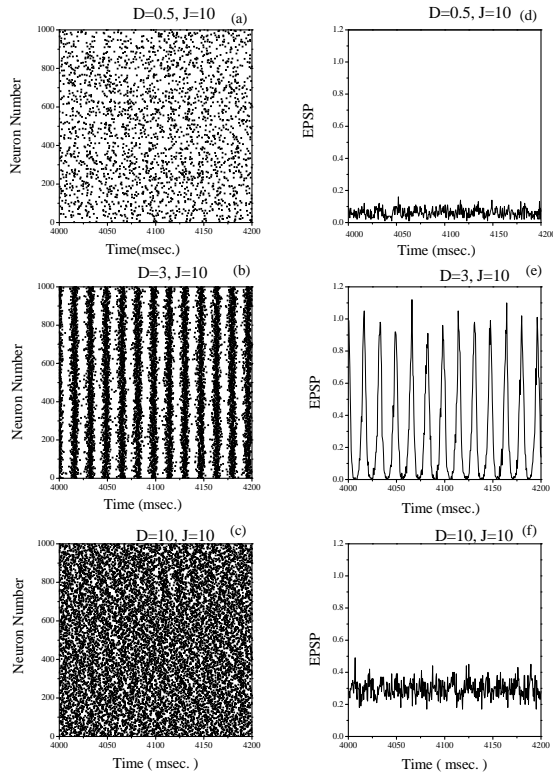 D=0.5, J=10 (a)
Neuron Number
1000
800
600
400
200
0
4000 4050 4100 4150 4200
Time(msec.)
D=0.5, J=10 (d)
EPSP
1.2
1.0
0.8
0.6
0.4
0.2
0.0
4000 4050 4100 4150 4200
Time (msec.)
D=3, J=10 (b)
Neuron Number
1000
800
600
400
200
0
4000 4050 4100 4150 4200
Time (msec.)
D=3, J=10 (e)
EPSP
1.2
1.0
0.8
0.6
0.4
0.2
0.0
4000 4050 4100 4150 4200
Time (msec.)
D=10, J=10 (c)
Neuron Number
1000
800
600
400
200
0
4000 4050 4100 4150 4200
Time ( msec.)
D=10, J=10 (f)
EPSP
1.2
1.0
0.8
0.6
0.4
0.2
0.0
4000 4050 4100 4150 4200
Time ( msec. )